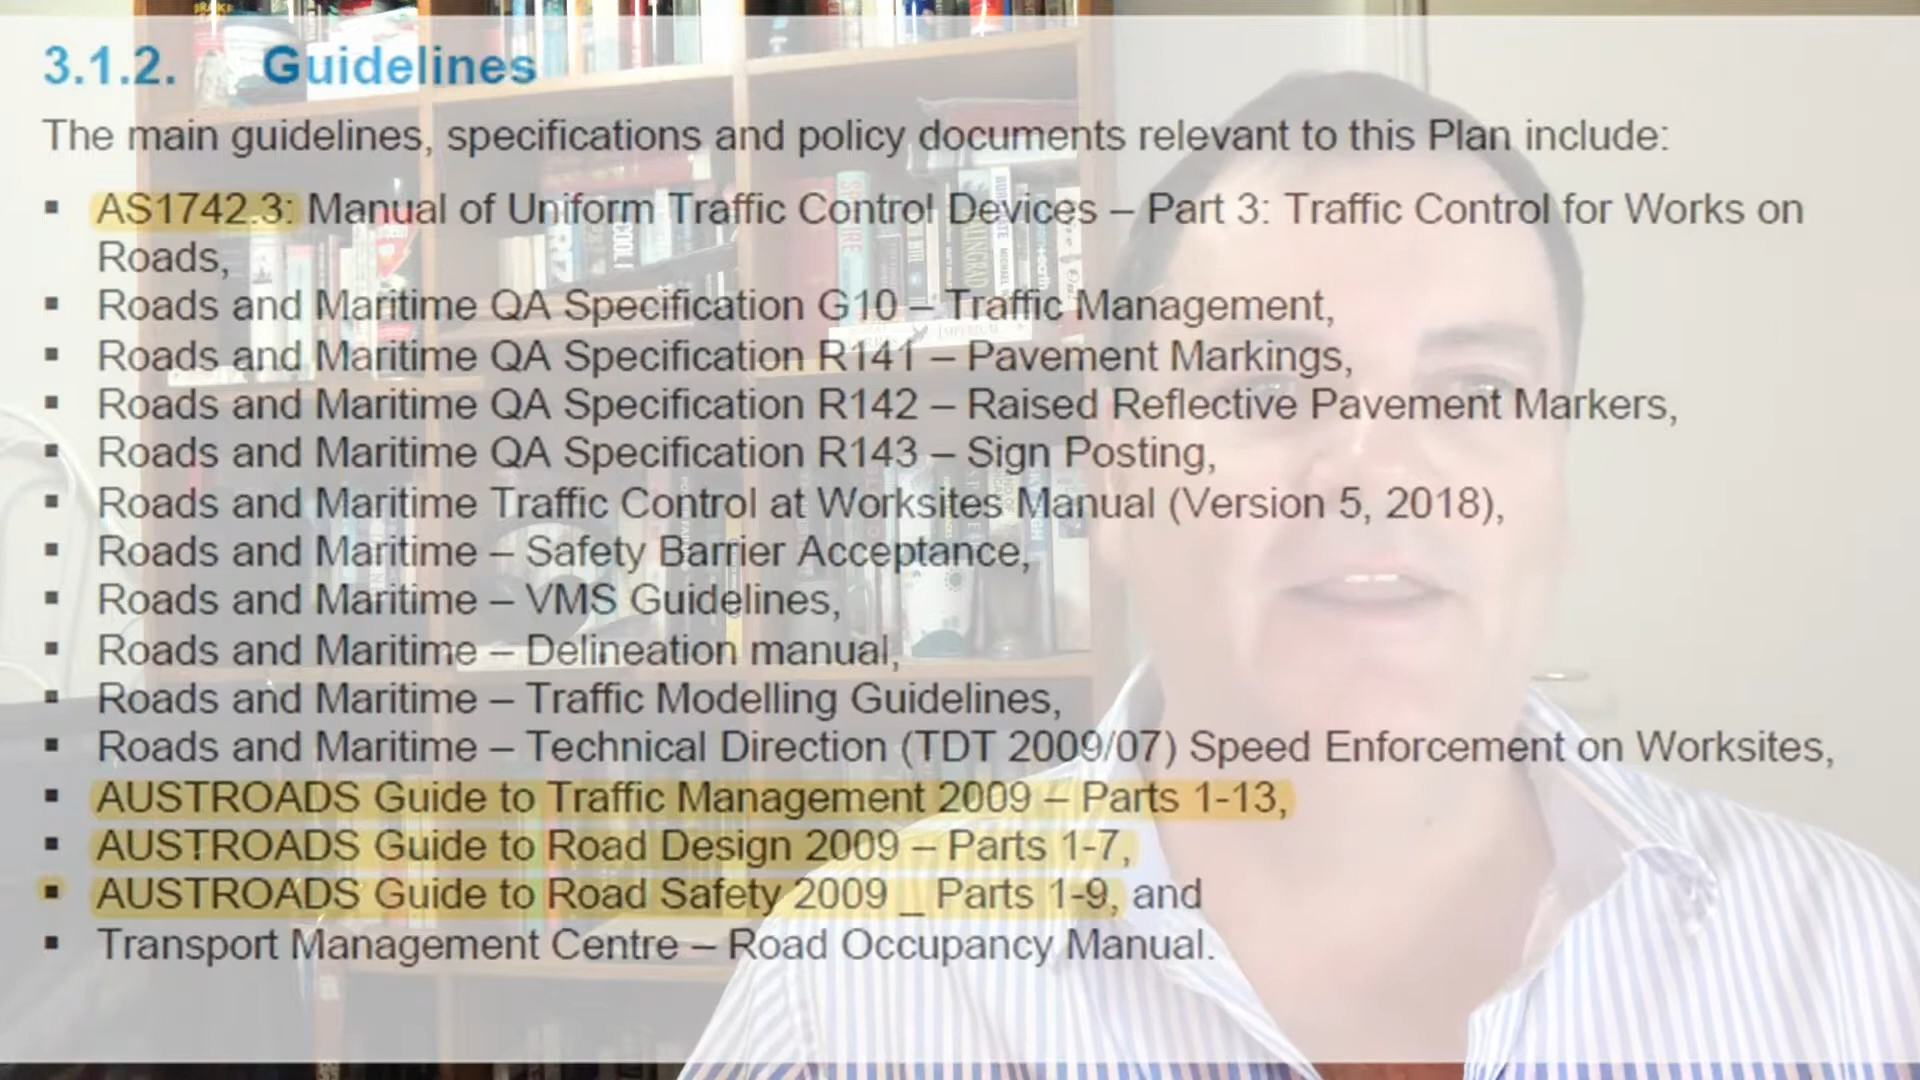 3.1.2. Guidelines
The main guidelines, specifications and policy documents relevant to this Plan include:
▪ AS1742.3: Manual of Uniform Traffic Control Devices – Part 3: Traffic Control for Works on
Roads,
▪ Roads and Maritime QA Specification G10 – Traffic Management,
▪ Roads and Maritime QA Specification R141 – Pavement Markings,
▪ Roads and Maritime QA Specification R142 – Raised Reflective Pavement Markers,
▪ Roads and Maritime QA Specification R143 – Sign Posting,
▪ Roads and Maritime Traffic Control at Worksites Manual (Version 5, 2018),
▪ Roads and Maritime – Safety Barrier Acceptance,
▪ Roads and Maritime – VMS Guidelines,
▪ Roads and Maritime – Delineation manual,
▪ Roads and Maritime – Traffic Modelling Guidelines,
▪ Roads and Maritime – Technical Direction (TDT 2009/07) Speed Enforcement on Worksites,
▪ AUSTROADS Guide to Traffic Management 2009 – Parts 1-13,
▪ AUSTROADS Guide to Road Design 2009 – Parts 1-7,
▪ AUSTROADS Guide to Road Safety 2009 _ Parts 1-9, and
▪ Transport Management Centre – Road Occupancy Manual.